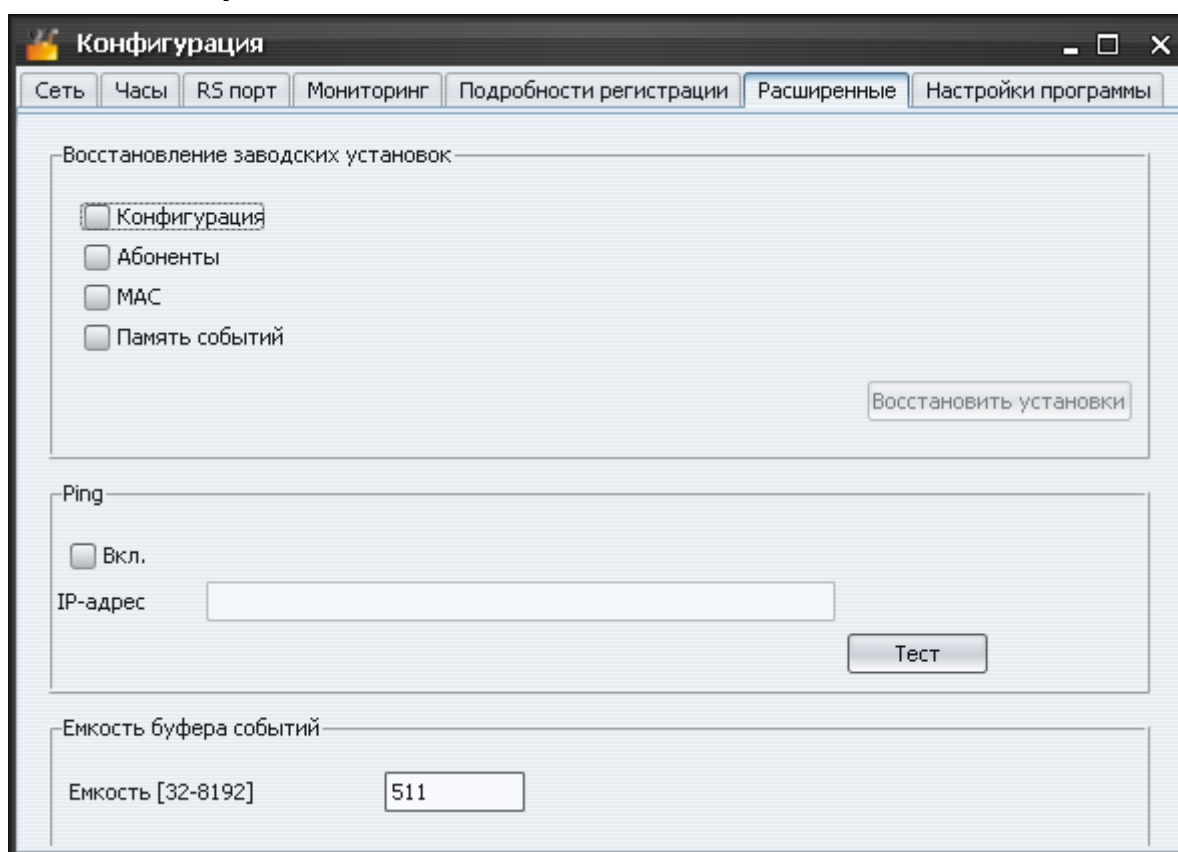 Конфигурация
Сеть Часы RS порт Мониторинг Подробности регистрации Расширенные Настройки программы
Восстановление заводских установок
Конфигурация
Абоненты
MAC
Память событий
Восстановить установки
Ping
Вкл.
IP-адрес
Тест
Емкость буфера событий
Емкость [32-8192] 511